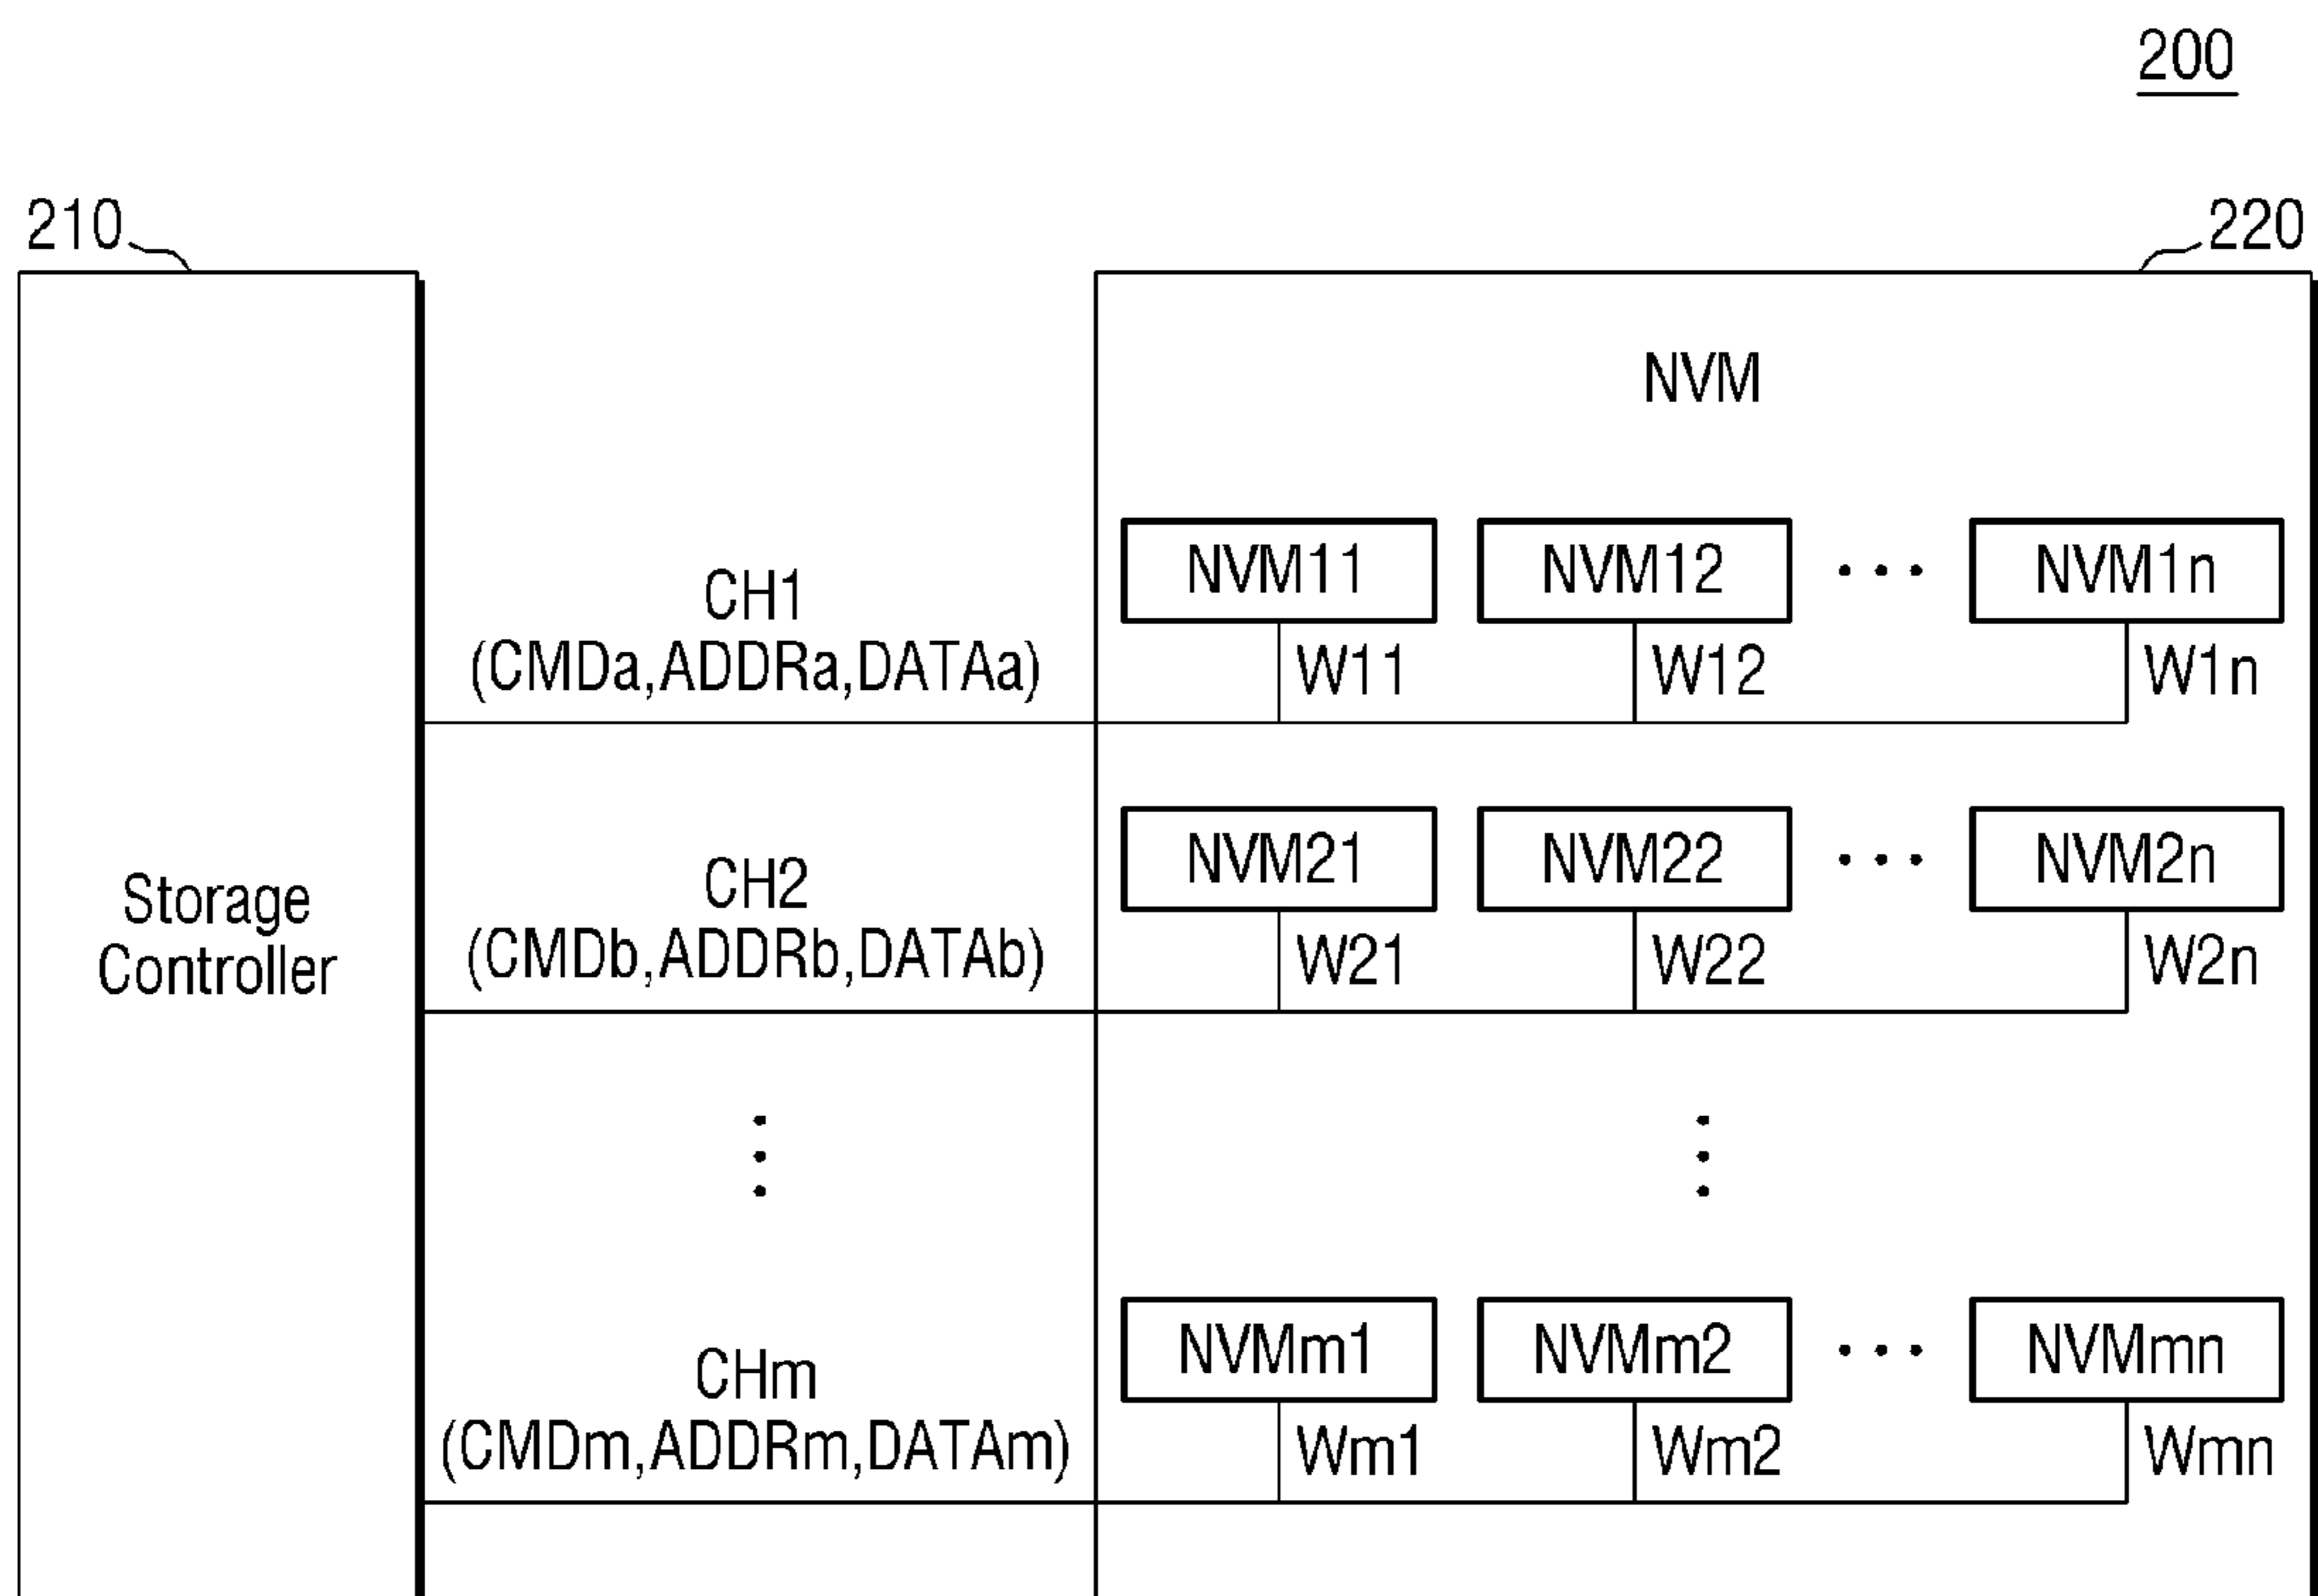 200
210
220
NVM
NVM11 NVM12 ··· NVM1n
CH1
(CMDa,ADDRa,DATAa)
W11 W12 W1n
NVM21 NVM22 ··· NVM2n
CH2
(CMDb,ADDRb,DATAb)
W21 W22 W2n
Storage
Controller
NVMm1 NVMm2 ··· NVMmn
CHm
(CMDm,ADDRm,DATAm)
Wm1 Wm2 Wmn